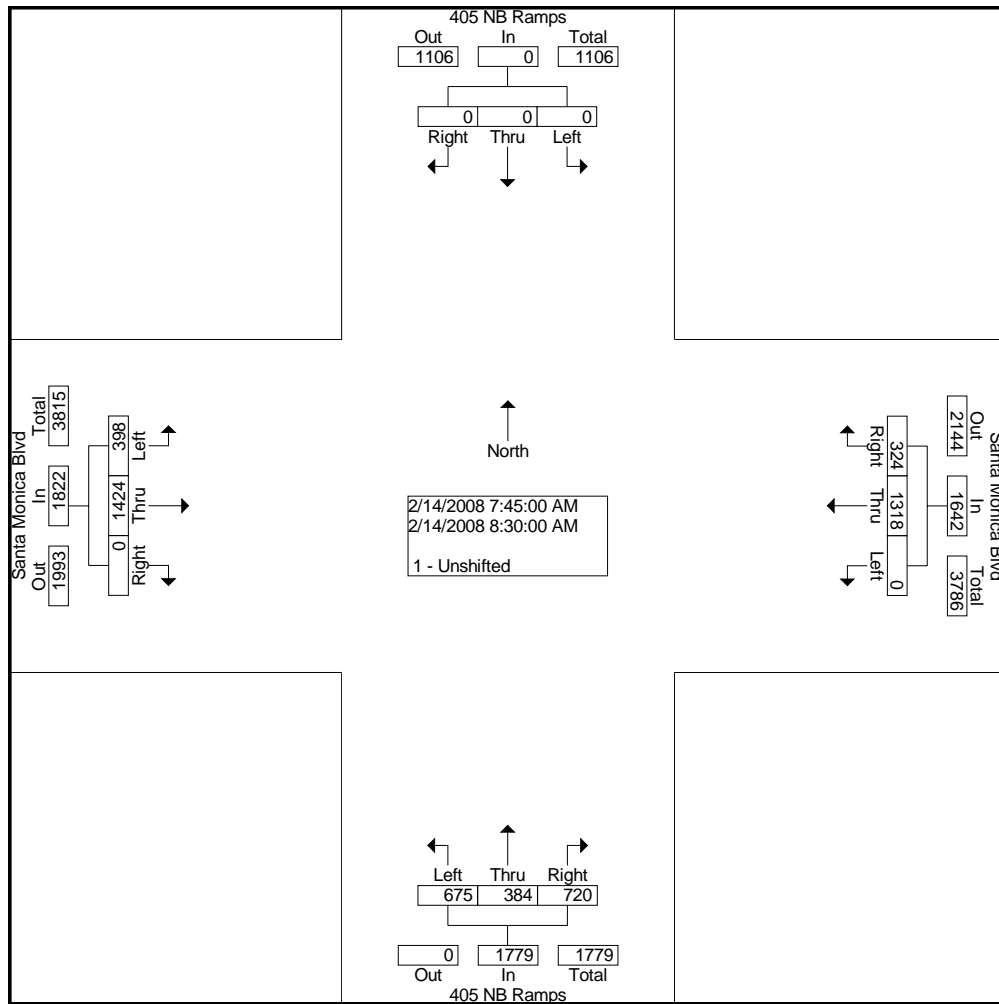 405 NB Ramps
Out In Total
1106 0 1106
0 0 0
Right Thru Left
Santa Monica Blvd
Total In Out
3815 1822 1993
398 1424 0
Left Thru Right
North
2/14/2008 7:45:00 AM
2/14/2008 8:30:00 AM
1 - Unshifted
Santa Monica Blvd
Out In Total
2144 1642 3786
324 1318 0
Right Thru Left
Left Thru Right
675 384 720
0 1779 1779
Out In Total
405 NB Ramps